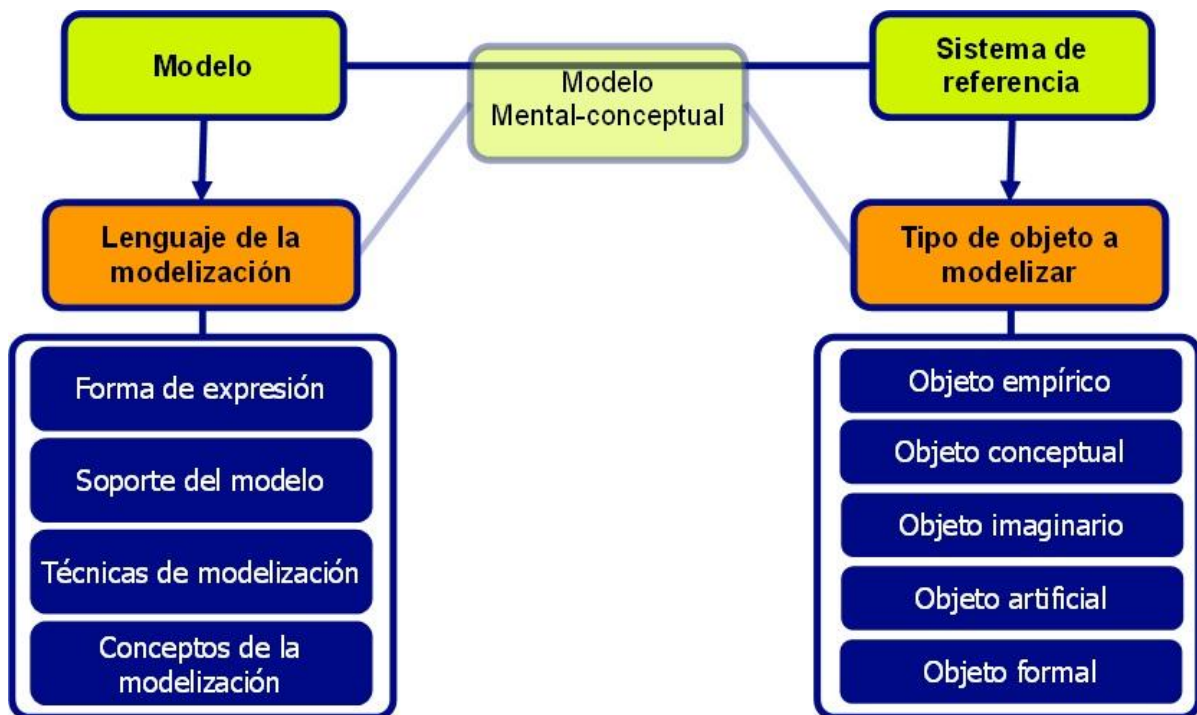 Modelo
Modelo
Mental-conceptual
Sistema de
referencia
Lenguaje de la
modelización
Tipo de objeto a
modelizar
Forma de expresión
Soporte del modelo
Técnicas de modelización
Conceptos de la
modelización
Objeto empírico
Objeto conceptual
Objeto imaginario
Objeto artificial
Objeto formal